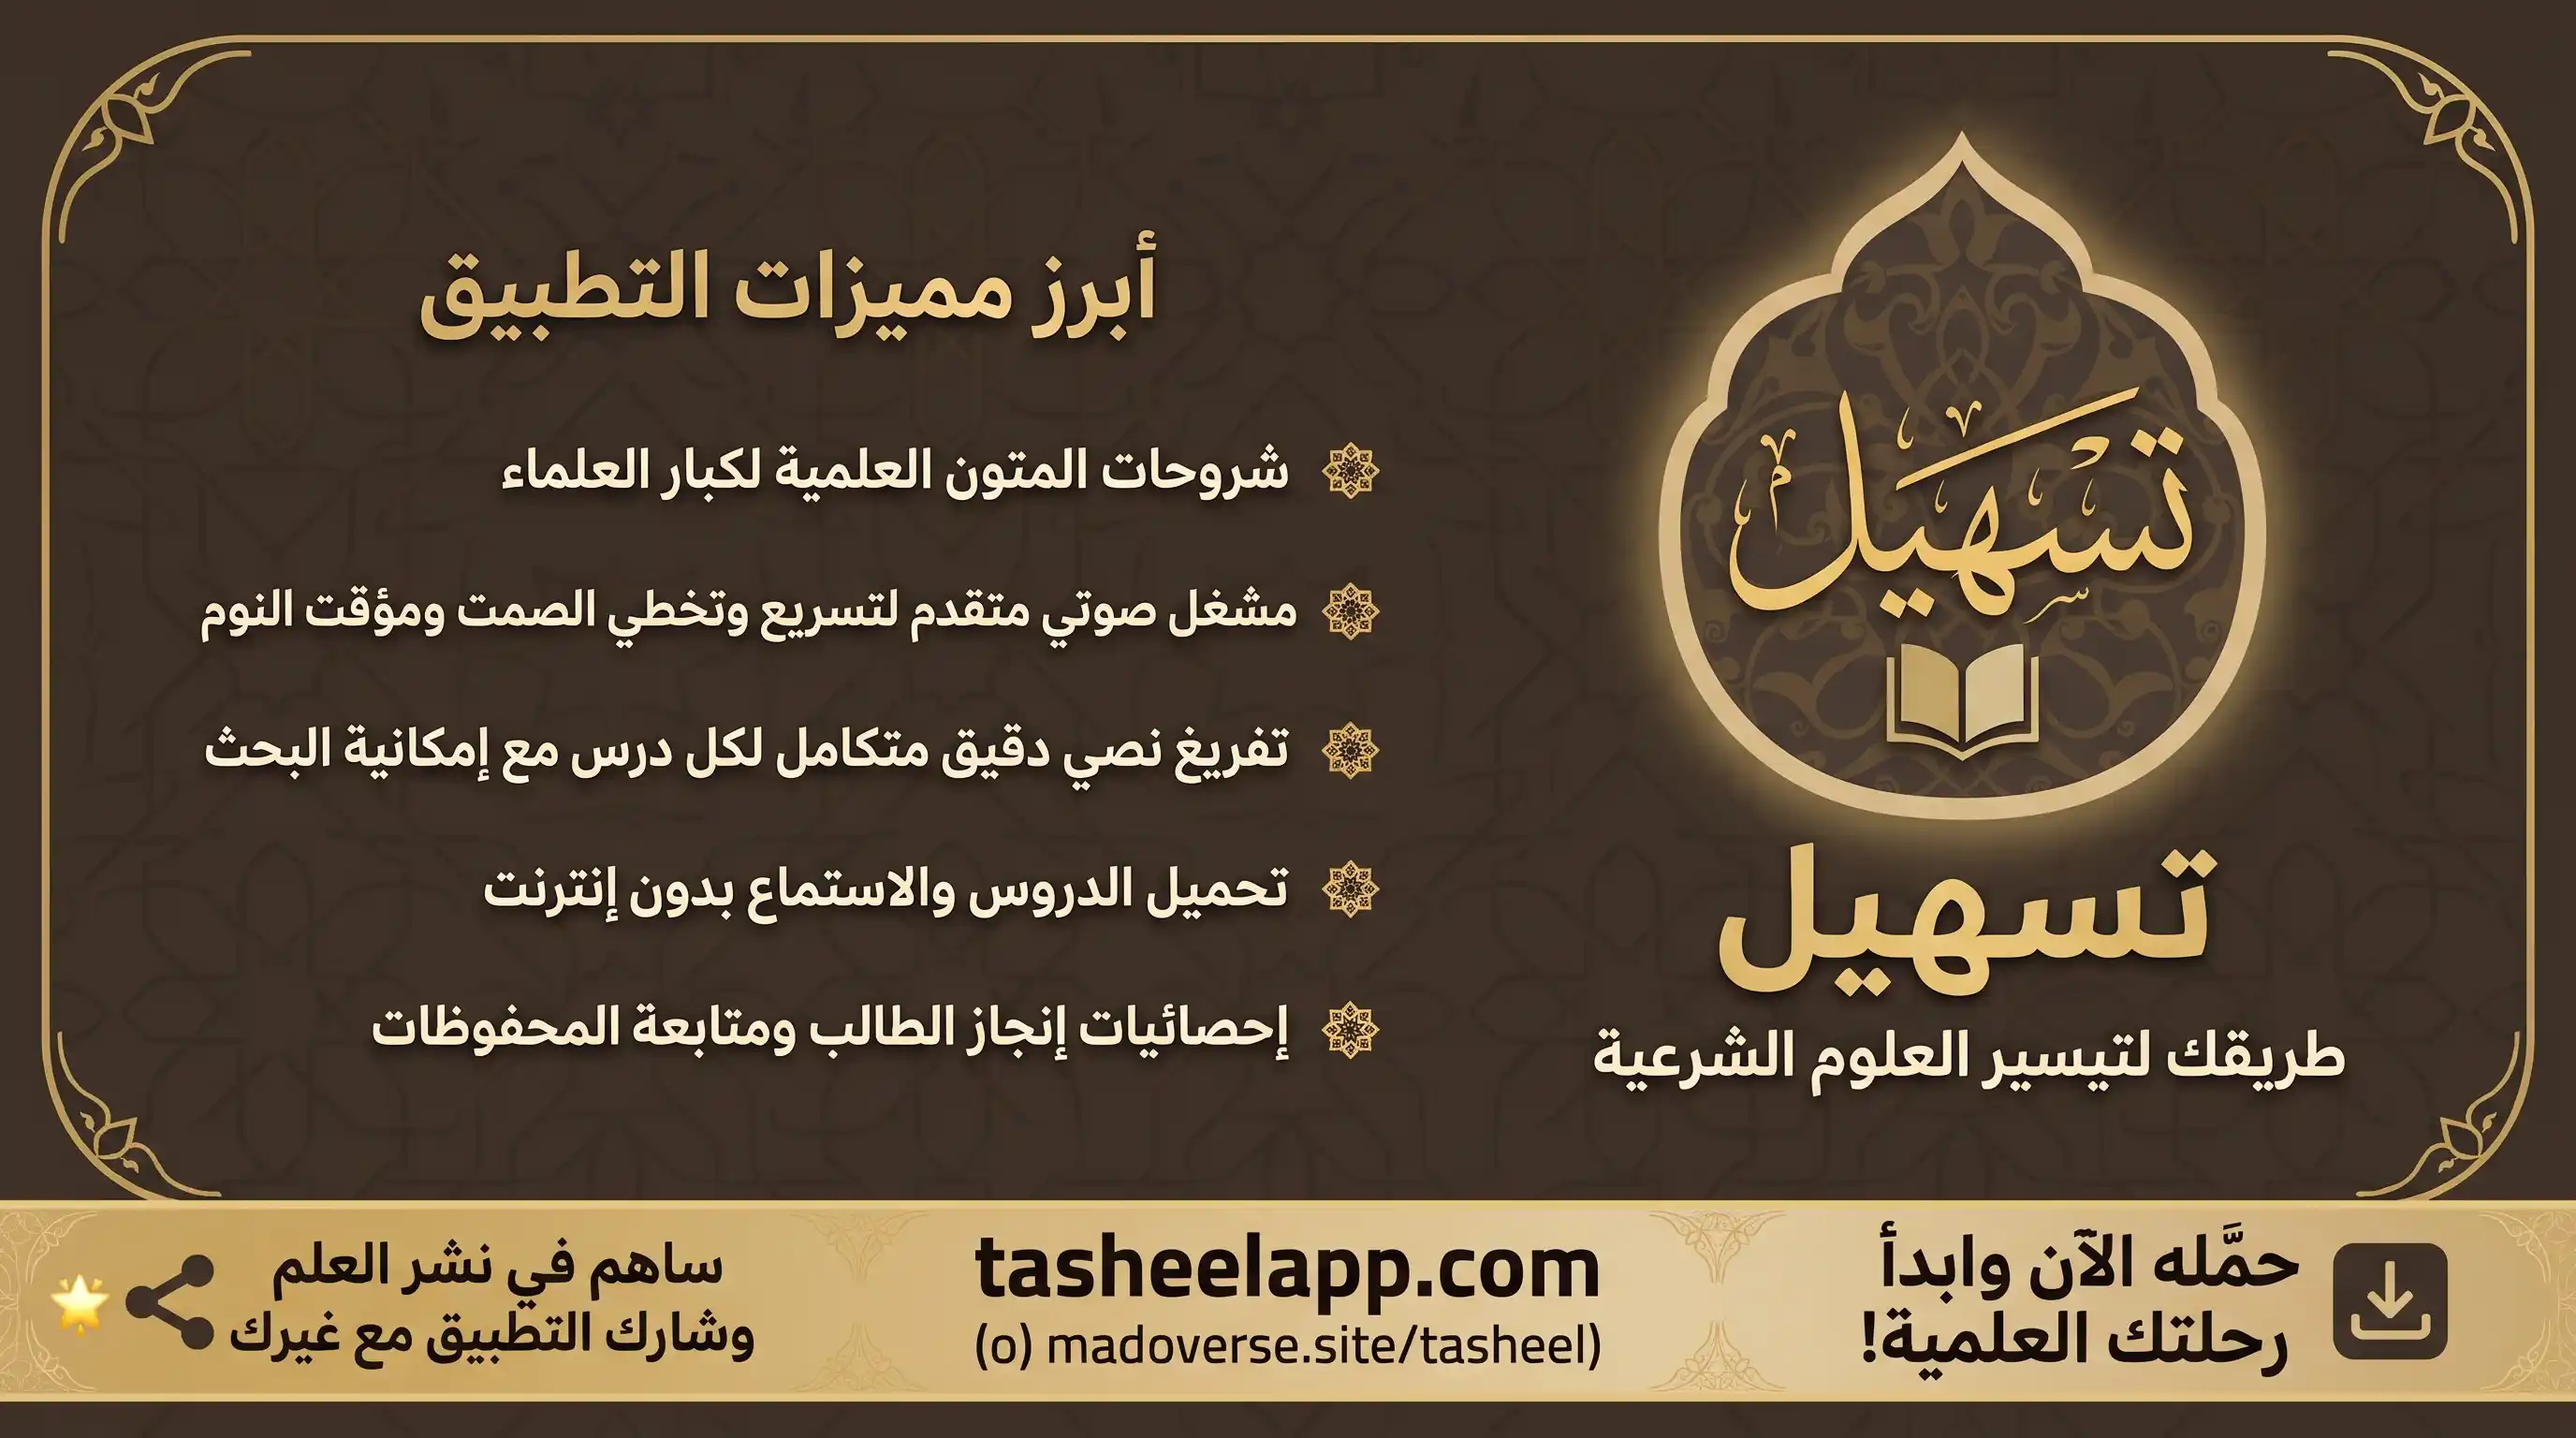 تسهيل
تسهيل
طريقك لتيسير العلوم الشرعية
أبرز مميزات التطبيق
شروحات المتون العلمية لكبار العلماء
مشغل صوتي متقدم لتسريع وتخطي الصمت ومؤقت النوم
تفريغ نصي دقيق متكامل لكل درس مع إمكانية البحث
تحميل الدروس والاستماع بدون إنترنت
إحصائيات إنجاز الطالب ومتابعة المحفوظات
حمَّله الآن وابدأ
رحلتك العلمية!
tasheelapp.com
(o) madoverse.site/tasheel)
ساهم في نشر العلم
وشارك التطبيق مع غيرك